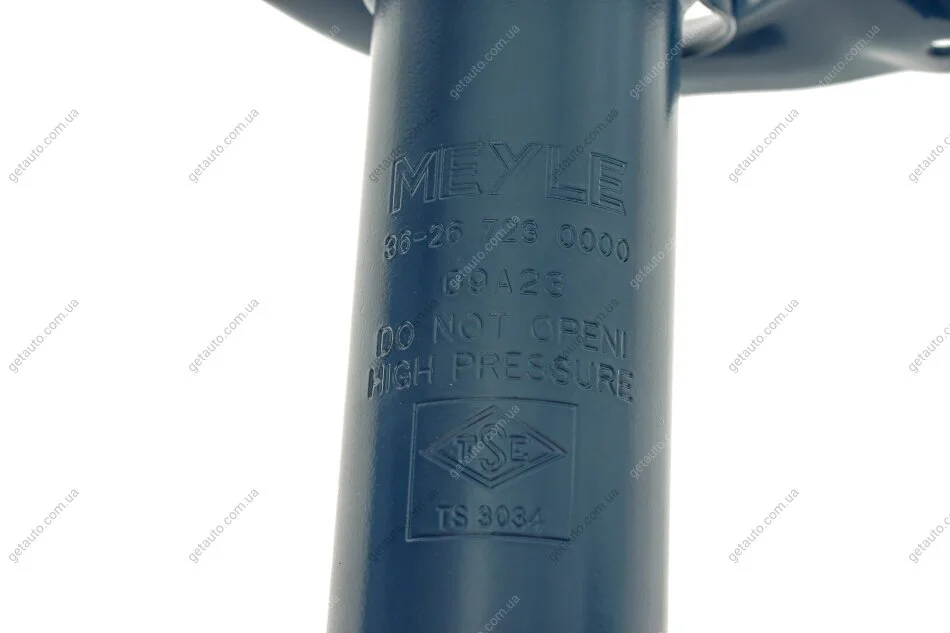 MEYLE
36-26 723 0000
09A23
DO NOT OPEN!
HIGH PRESSURE
TSE
TS 3034
getauto.com.ua